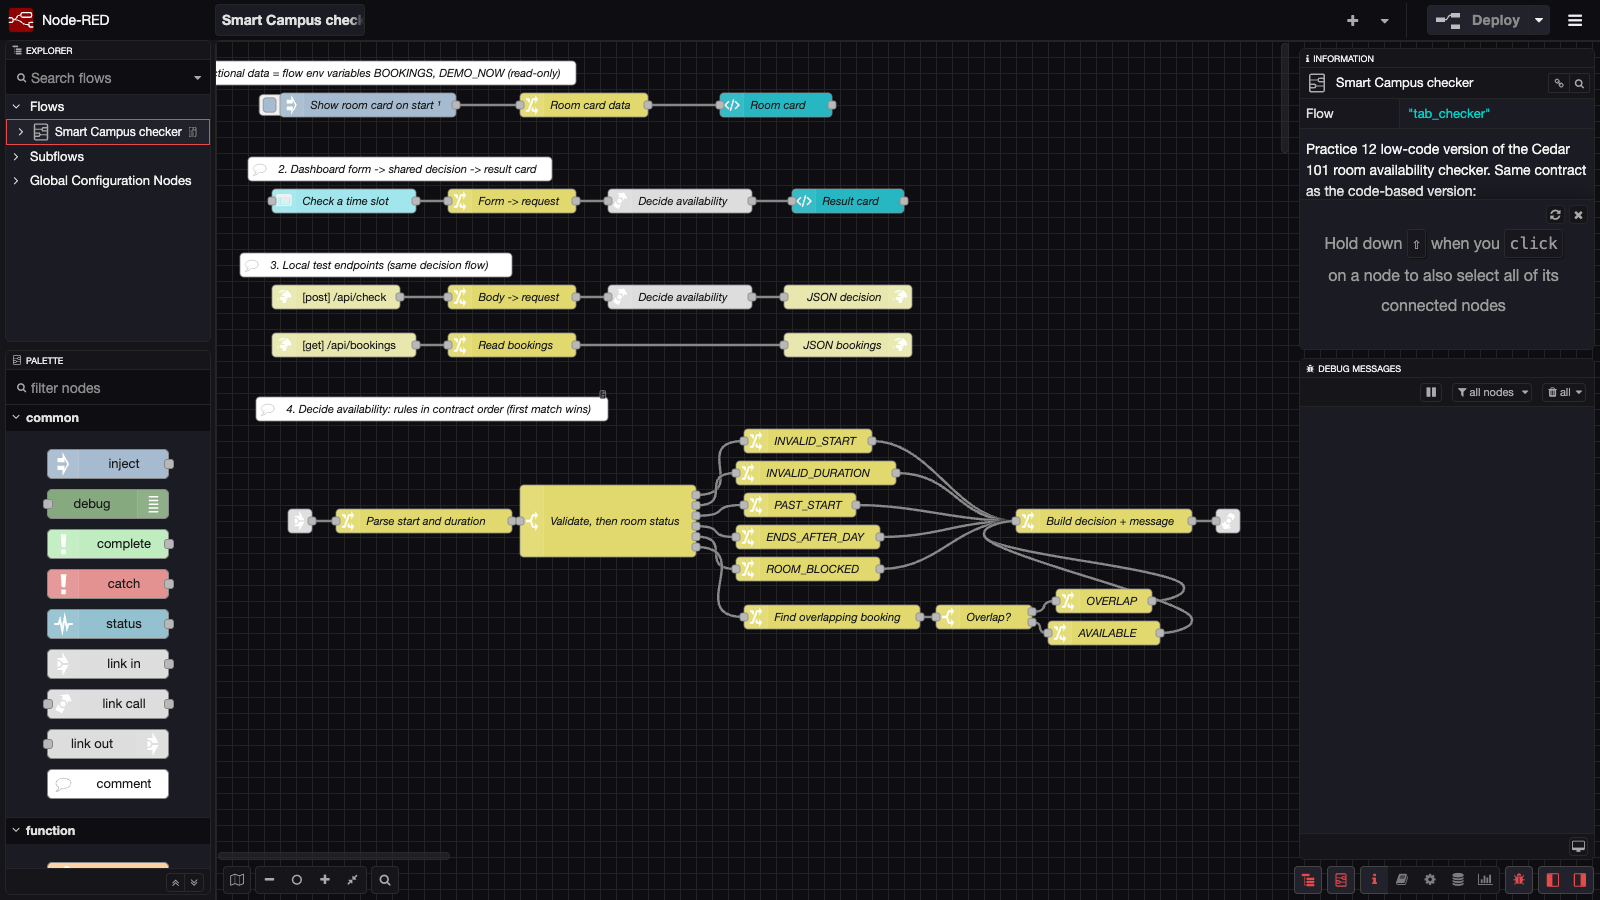 Node-RED
Smart Campus chec
Deploy
EXPLORER
Search flows
Flows
Smart Campus checker
Subflows
Global Configuration Nodes
PALETTE
filter nodes
common
inject
debug
complete
catch
status
link in
link call
link out
comment
function
tional data = flow env variables BOOKINGS, DEMO_NOW (read-only)
Show room card on start ¹
Room card data
Room card
2. Dashboard form -> shared decision -> result card
Check a time slot
Form -> request
Decide availability
Result card
3. Local test endpoints (same decision flow)
[post] /api/check
Body -> request
Decide availability
JSON decision
[get] /api/bookings
Read bookings
JSON bookings
4. Decide availability: rules in contract order (first match wins)
Parse start and duration
Validate, then room status
INVALID_START
INVALID_DURATION
PAST_START
ENDS_AFTER_DAY
ROOM_BLOCKED
Build decision + message
Find overlapping booking
Overlap?
OVERLAP
AVAILABLE
INFORMATION
Smart Campus checker
Flow "tab_checker"
Practice 12 low-code version of the Cedar
101 room availability checker. Same contract
as the code-based version:
Hold down ⇧ when you click
on a node to also select all of its
connected nodes
DEBUG MESSAGES
all nodes
all